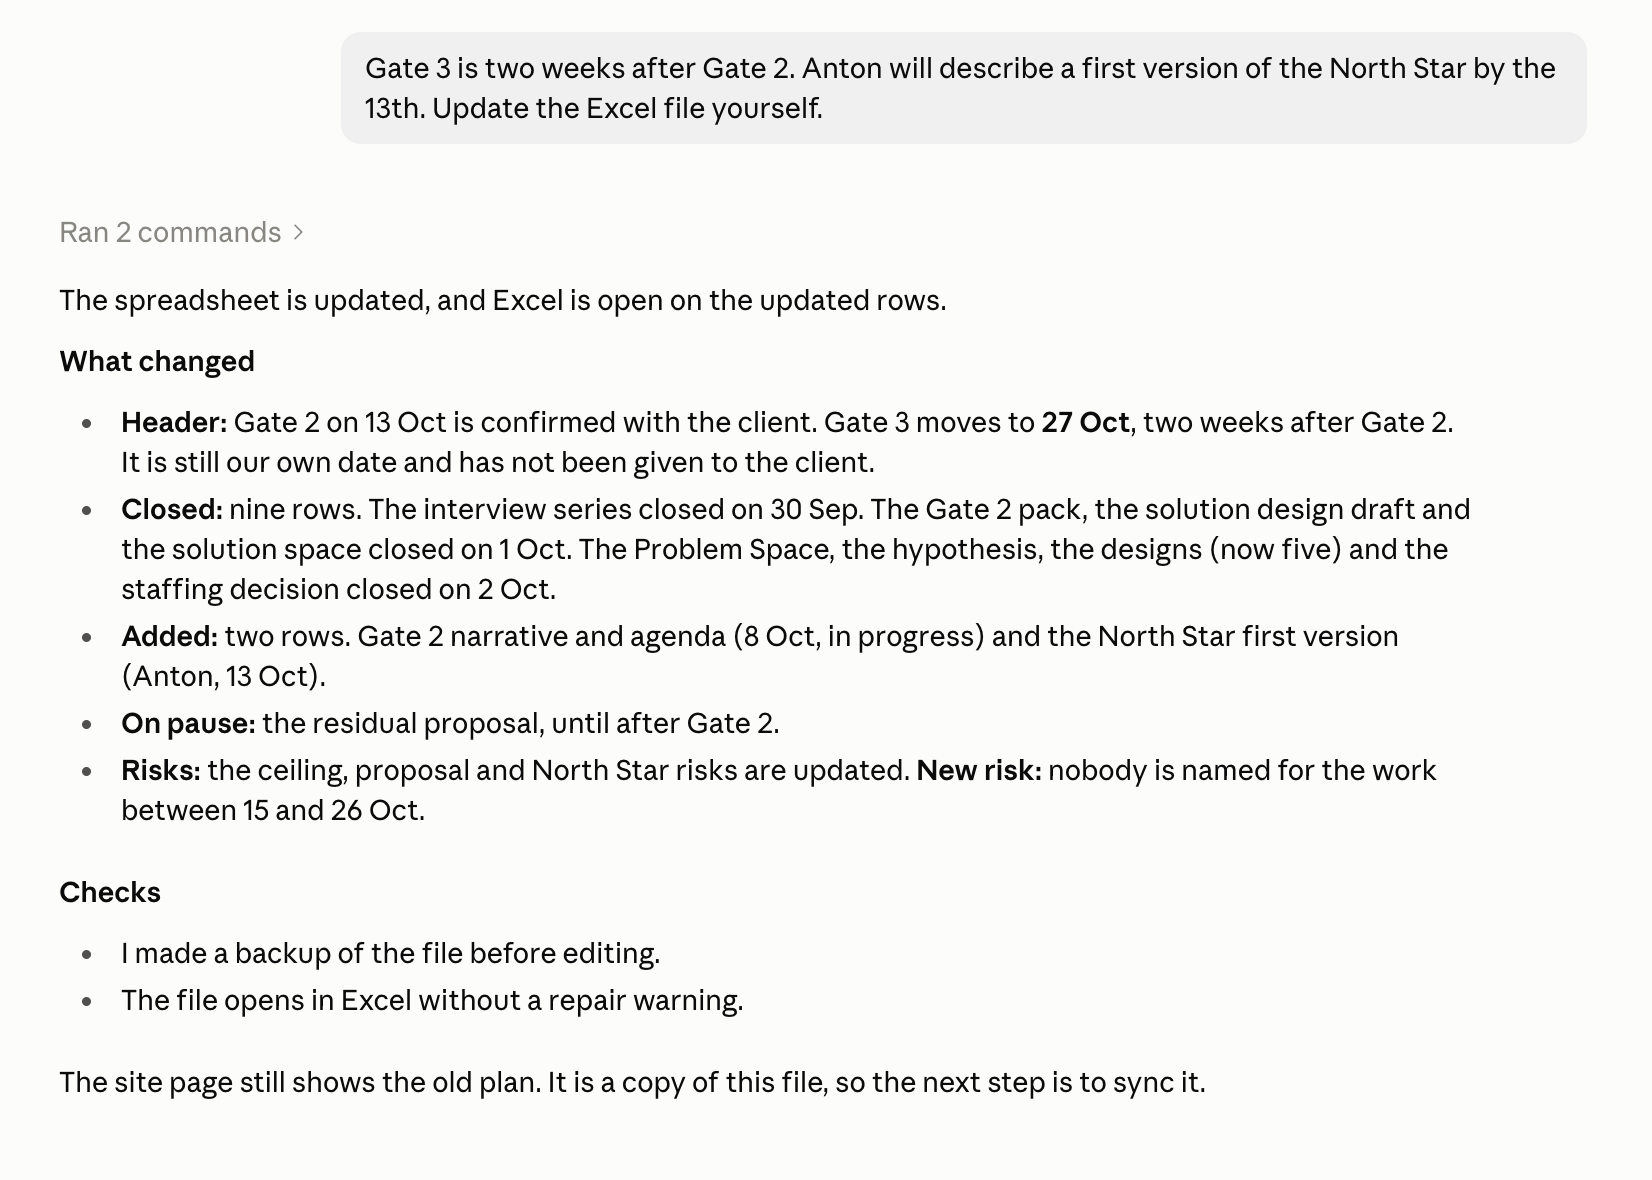 Gate 3 is two weeks after Gate 2. Anton will describe a first version of the North Star by the
13th. Update the Excel file yourself.
Ran 2 commands >
The spreadsheet is updated, and Excel is open on the updated rows.
What changed
• Header: Gate 2 on 13 Oct is confirmed with the client. Gate 3 moves to 27 Oct, two weeks after Gate 2.
It is still our own date and has not been given to the client.
• Closed: nine rows. The interview series closed on 30 Sep. The Gate 2 pack, the solution design draft and
the solution space closed on 1 Oct. The Problem Space, the hypothesis, the designs (now five) and the
staffing decision closed on 2 Oct.
• Added: two rows. Gate 2 narrative and agenda (8 Oct, in progress) and the North Star first version
(Anton, 13 Oct).
• On pause: the residual proposal, until after Gate 2.
• Risks: the ceiling, proposal and North Star risks are updated. New risk: nobody is named for the work
between 15 and 26 Oct.
Checks
• I made a backup of the file before editing.
• The file opens in Excel without a repair warning.
The site page still shows the old plan. It is a copy of this file, so the next step is to sync it.